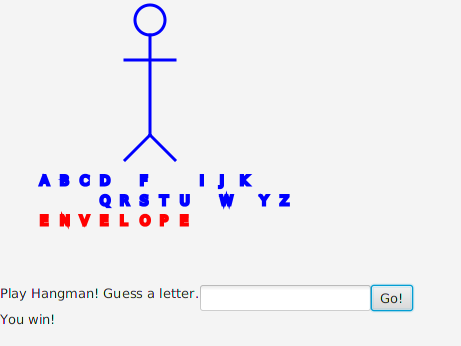 A B C D F I J K
Q R S T U W Y Z
E N V E L O P E
Play Hangman! Guess a letter. Go!
You win!